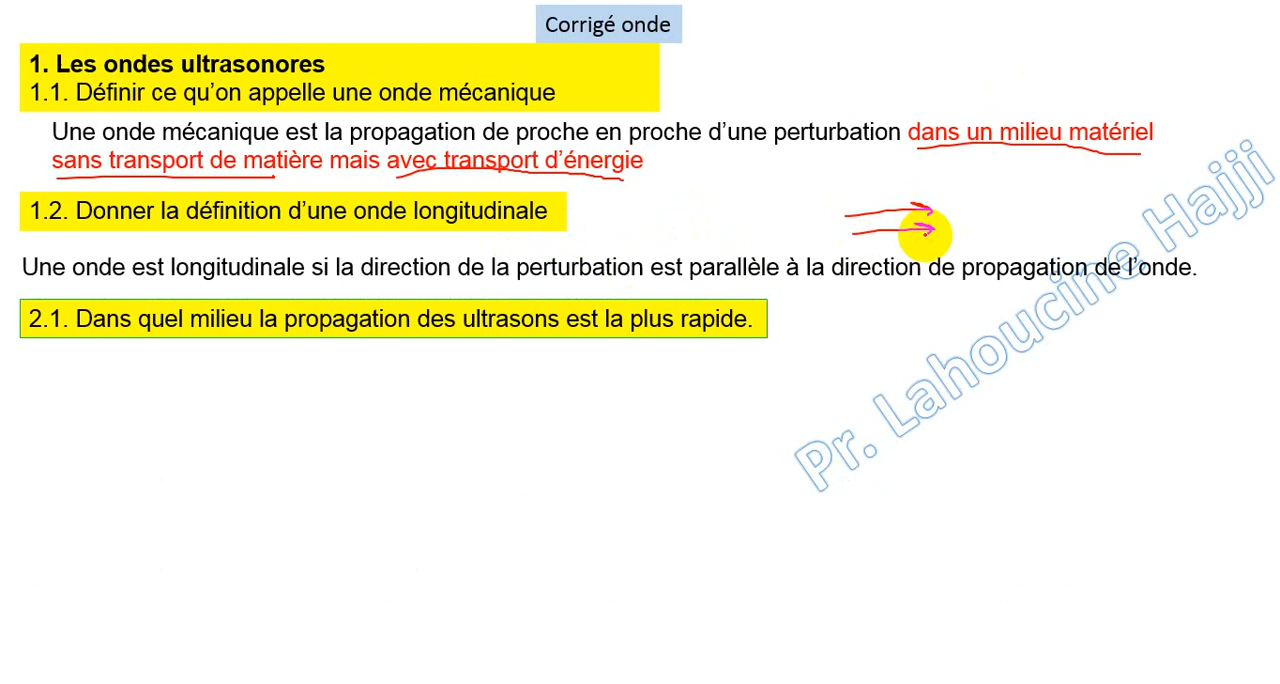 Corrigé onde
1. Les ondes ultrasonores
1.1. Définir ce qu’on appelle une onde mécanique
Une onde mécanique est la propagation de proche en proche d’une perturbation dans un milieu matériel
sans transport de matière mais avec transport d’énergie
1.2. Donner la définition d’une onde longitudinale
Une onde est longitudinale si la direction de la perturbation est parallèle à la direction de propagation de l’onde.
2.1. Dans quel milieu la propagation des ultrasons est la plus rapide.
Pr. Lahoucine Hajji